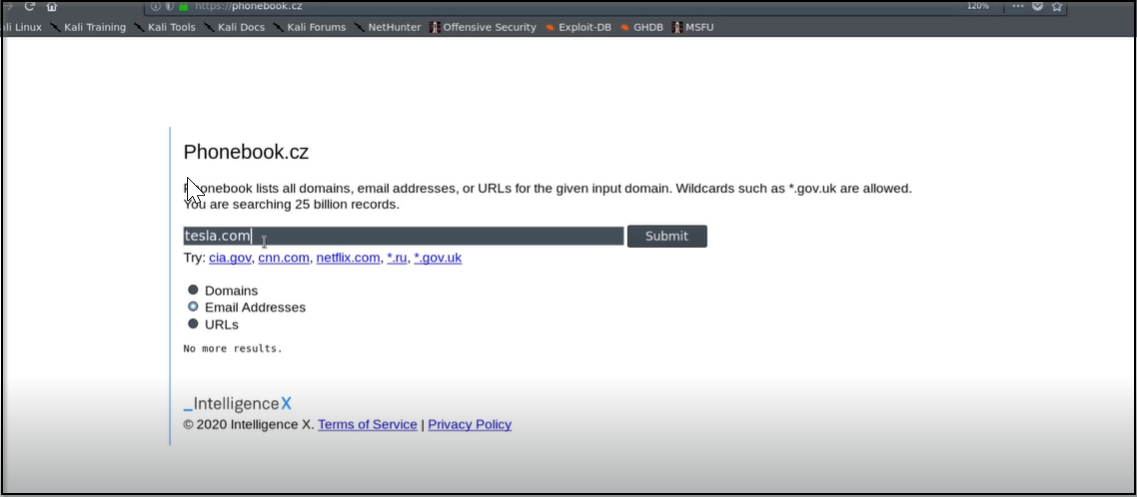 https://phonebook.cz 120%
Kali Linux Kali Training Kali Tools Kali Docs Kali Forums NetHunter Offensive Security Exploit-DB GHDB MSFU
Phonebook.cz
Phonebook lists all domains, email addresses, or URLs for the given input domain. Wildcards such as *.gov.uk are allowed.
You are searching 25 billion records.
tesla.com Submit
Try: cia.gov, cnn.com, netflix.com, *.ru, *.gov.uk
Domains
Email Addresses
URLs
No more results.
_IntelligenceX
© 2020 Intelligence X. Terms of Service | Privacy Policy